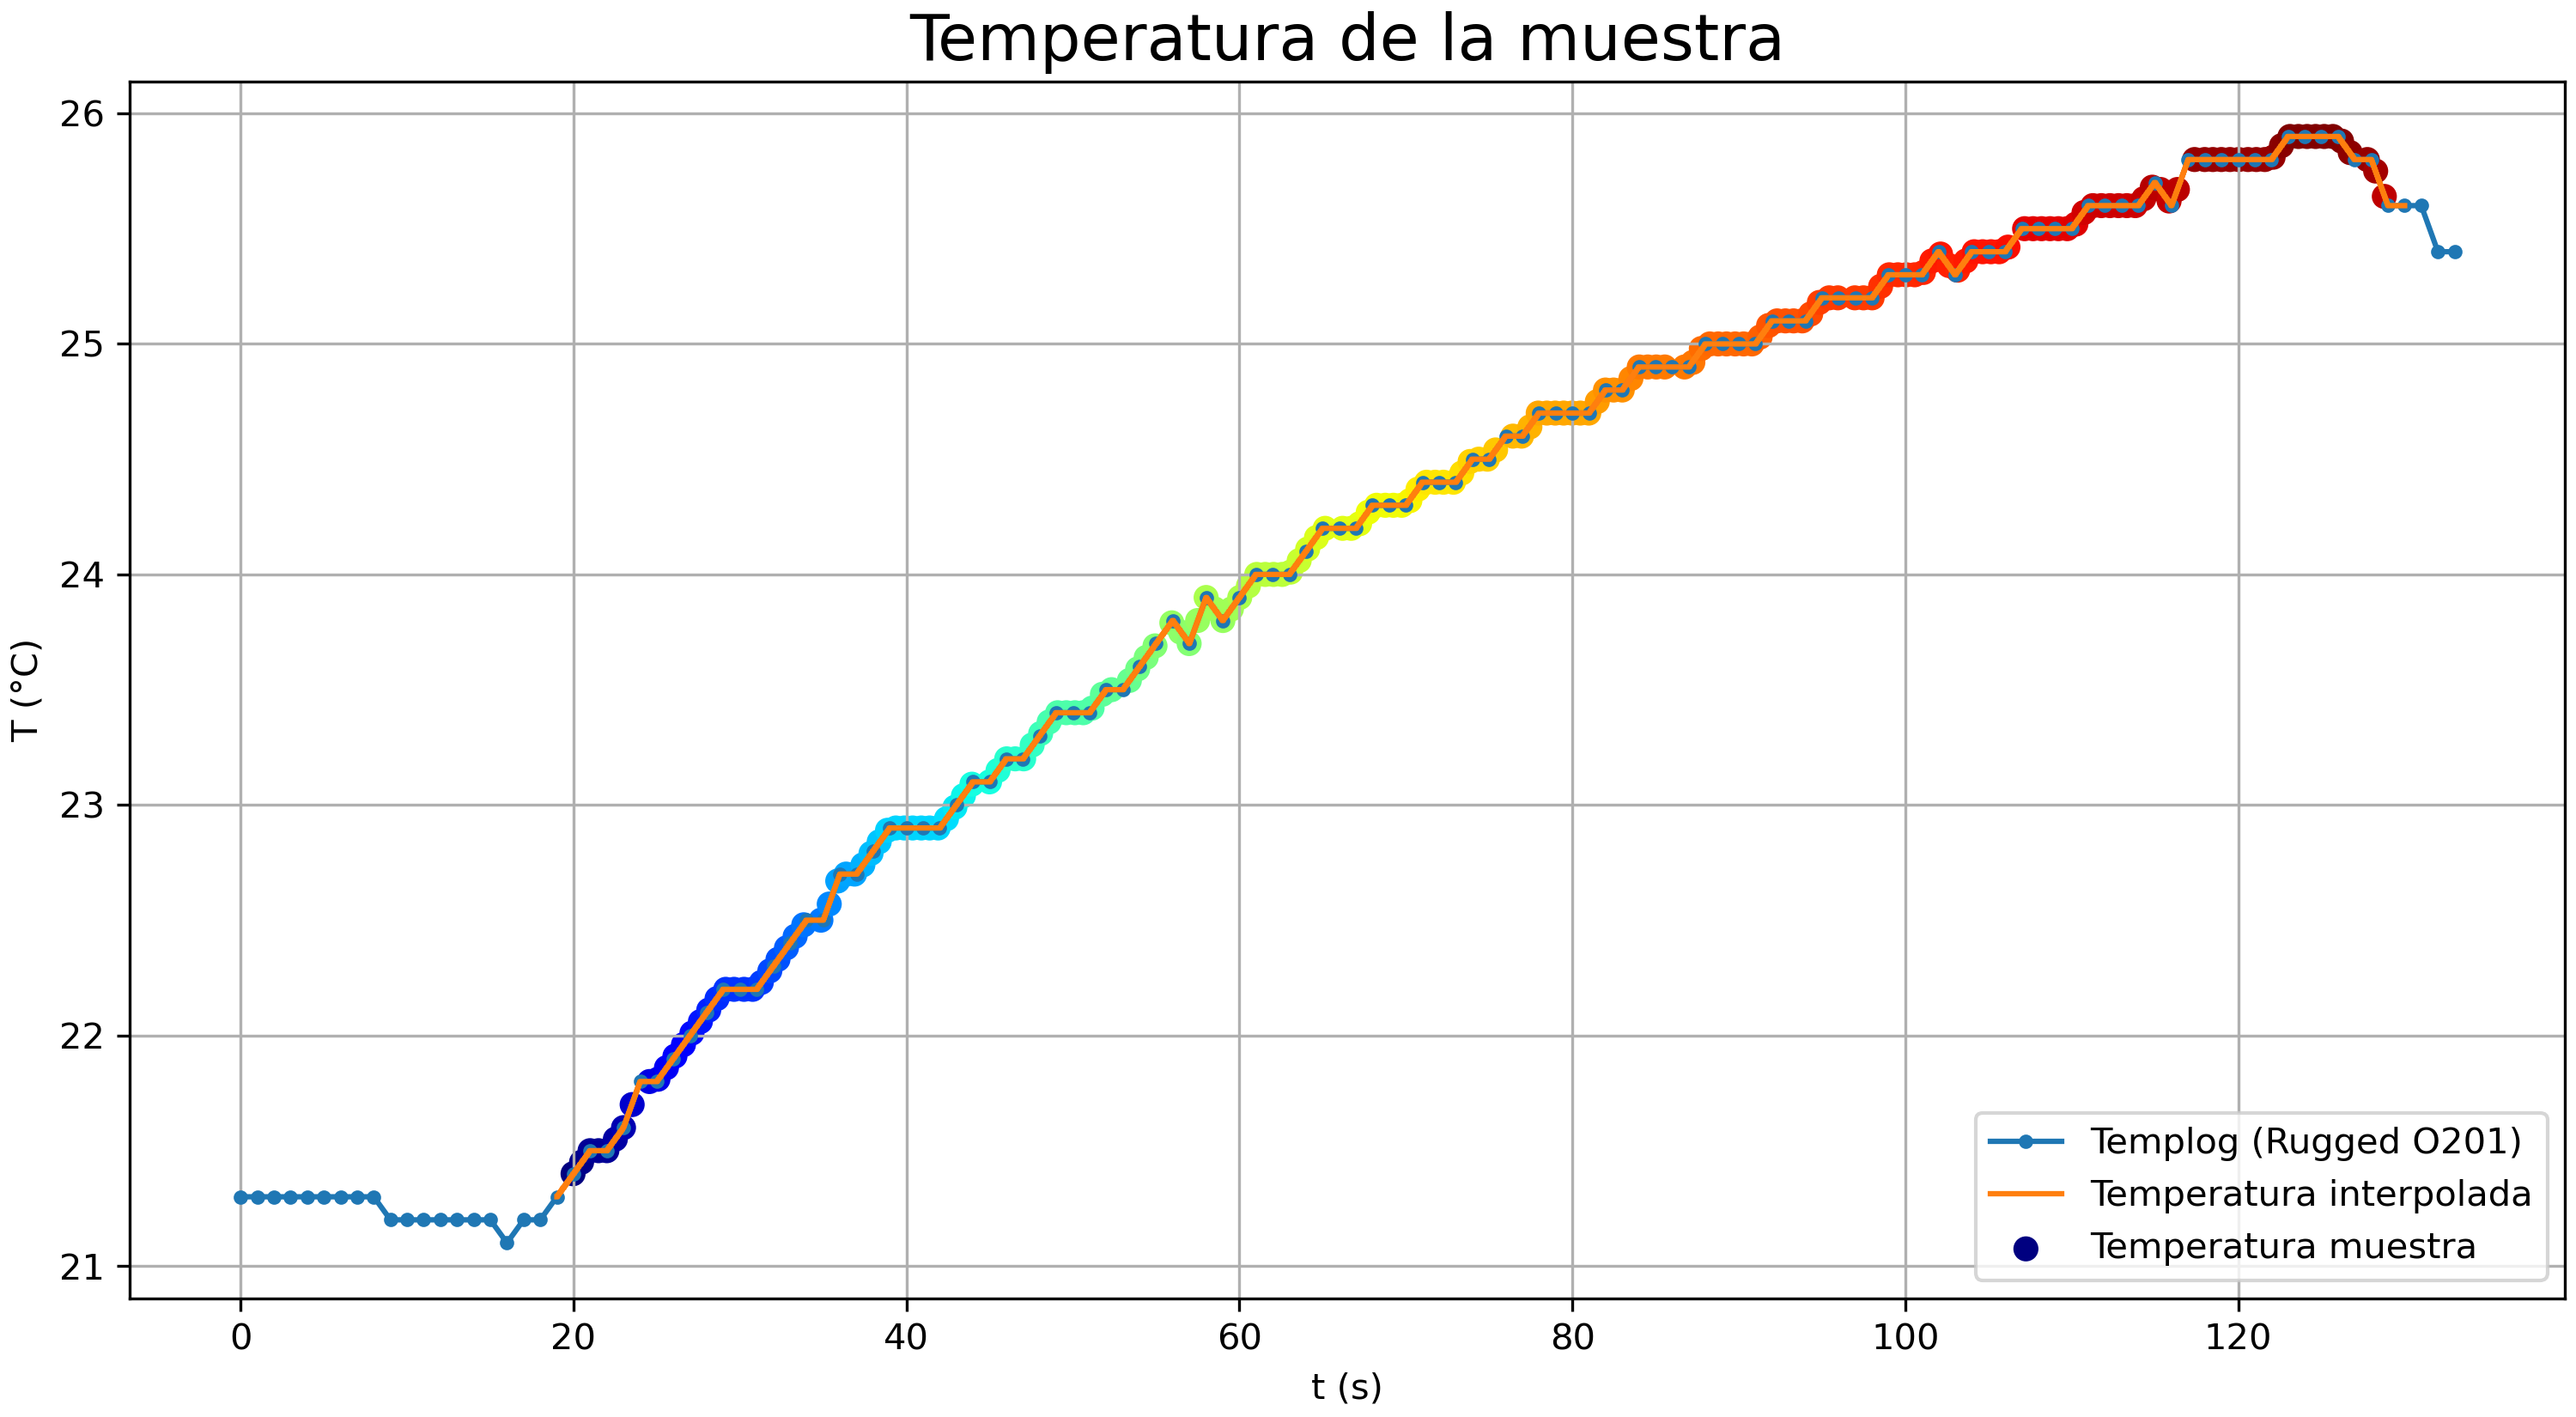 Temperatura de la muestra
26
25
24
23
22
21
T (°C)
0 20 40 60 80 100 120
t (s)
Templog (Rugged O201)
Temperatura interpolada
Temperatura muestra